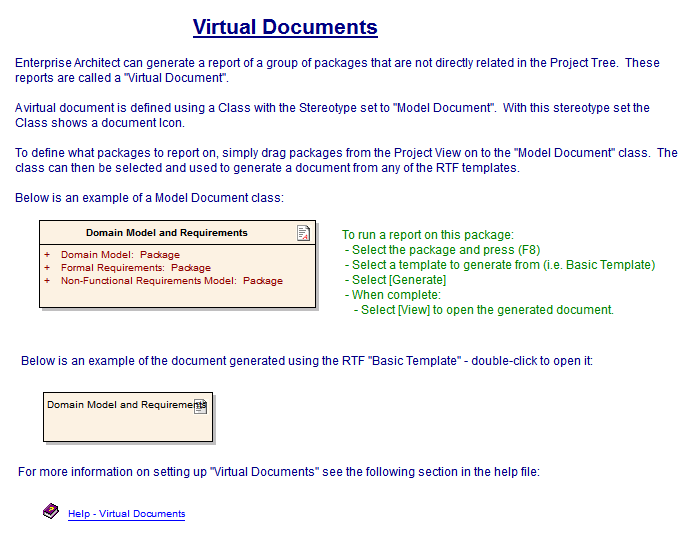 Virtual Documents
Enterprise Architect can generate a report of a group of packages that are not directly related in the Project Tree.  These
reports are called a "Virtual Document".
A virtual document is defined using a Class with the Stereotype set to "Model Document".  With this stereotype set the
Class shows a document Icon.
To define what packages to report on, simply drag packages from the Project View on to the "Model Document" class.  The
class can then be selected and used to generate a document from any of the RTF templates.
Below is an example of a Model Document class:
Domain Model and Requirements
+ Domain Model:  Package
+ Formal Requirements:  Package
+ Non-Functional Requirements Model:  Package
To run a report on this package:
- Select the package and press (F8)
- Select a template to generate from (i.e. Basic Template)
- Select [Generate]
- When complete:
- Select [View] to open the generated document.
Below is an example of the document generated using the RTF "Basic Template" - double-click to open it:
Domain Model and Requirements
For more information on setting up "Virtual Documents" see the following section in the help file:
Help - Virtual Documents